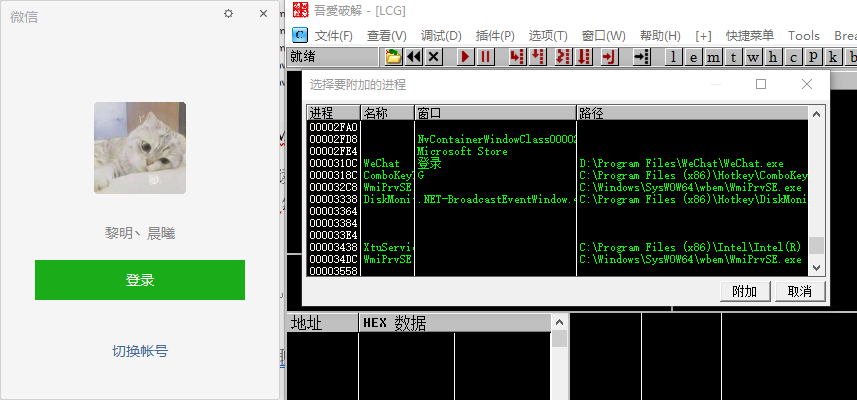 微信
黎明丶晨曦
登录
切换帐号
吾愛破解 - [LCG]
C 文件(F) 查看(V) 调试(D) 插件(P) 选项(T) 窗口(W) 帮助(H) [+] 快捷菜单 Tools Brea
就绪 l e m t w h c p k b
选择要附加的进程
进程 名称 窗口 路径
00002FA0
00002FD8 NvContainerWindowClass00002
00002FE4 Microsoft Store
0000310C WeChat 登录 D:\Program Files\WeChat\WeChat.exe
0000318C ComboKey G C:\Program Files (x86)\Hotkey\ComboKey
000032C8 WmiPrvSE C:\Windows\SysWOW64\wbem\WmiPrvSE.exe
00003338 DiskMoni .NET-BroadcastEventWindow.4 C:\Program Files (x86)\Hotkey\DiskMoni
00003364
00003384
000033E4
00003438 XtuServi C:\Program Files (x86)\Intel\Intel(R)
000034DC WmiPrvSE C:\Windows\SysWOW64\wbem\WmiPrvSE.exe
00003558
附加 取消
地址 HEX 数据